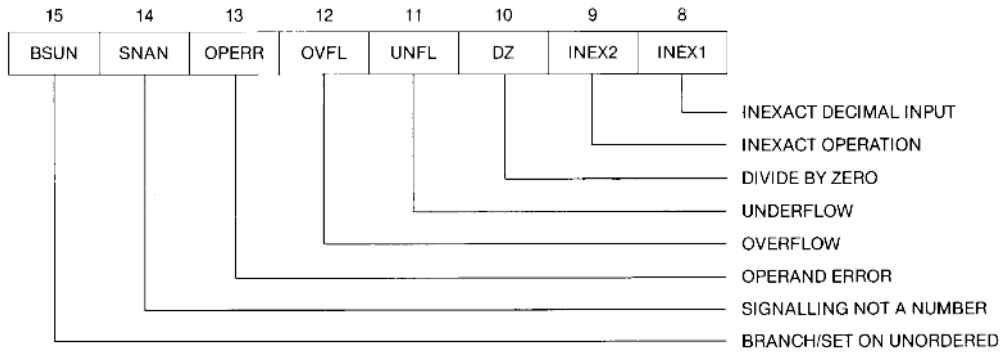 15 14 13 12 11 10 9 8
BSUN SNAN OPERR OVFL UNFL DZ INEX2 INEX1
INEXACT DECIMAL INPUT
INEXACT OPERATION
DIVIDE BY ZERO
UNDERFLOW
OVERFLOW
OPERAND ERROR
SIGNALLING NOT A NUMBER
BRANCH/SET ON UNORDERED